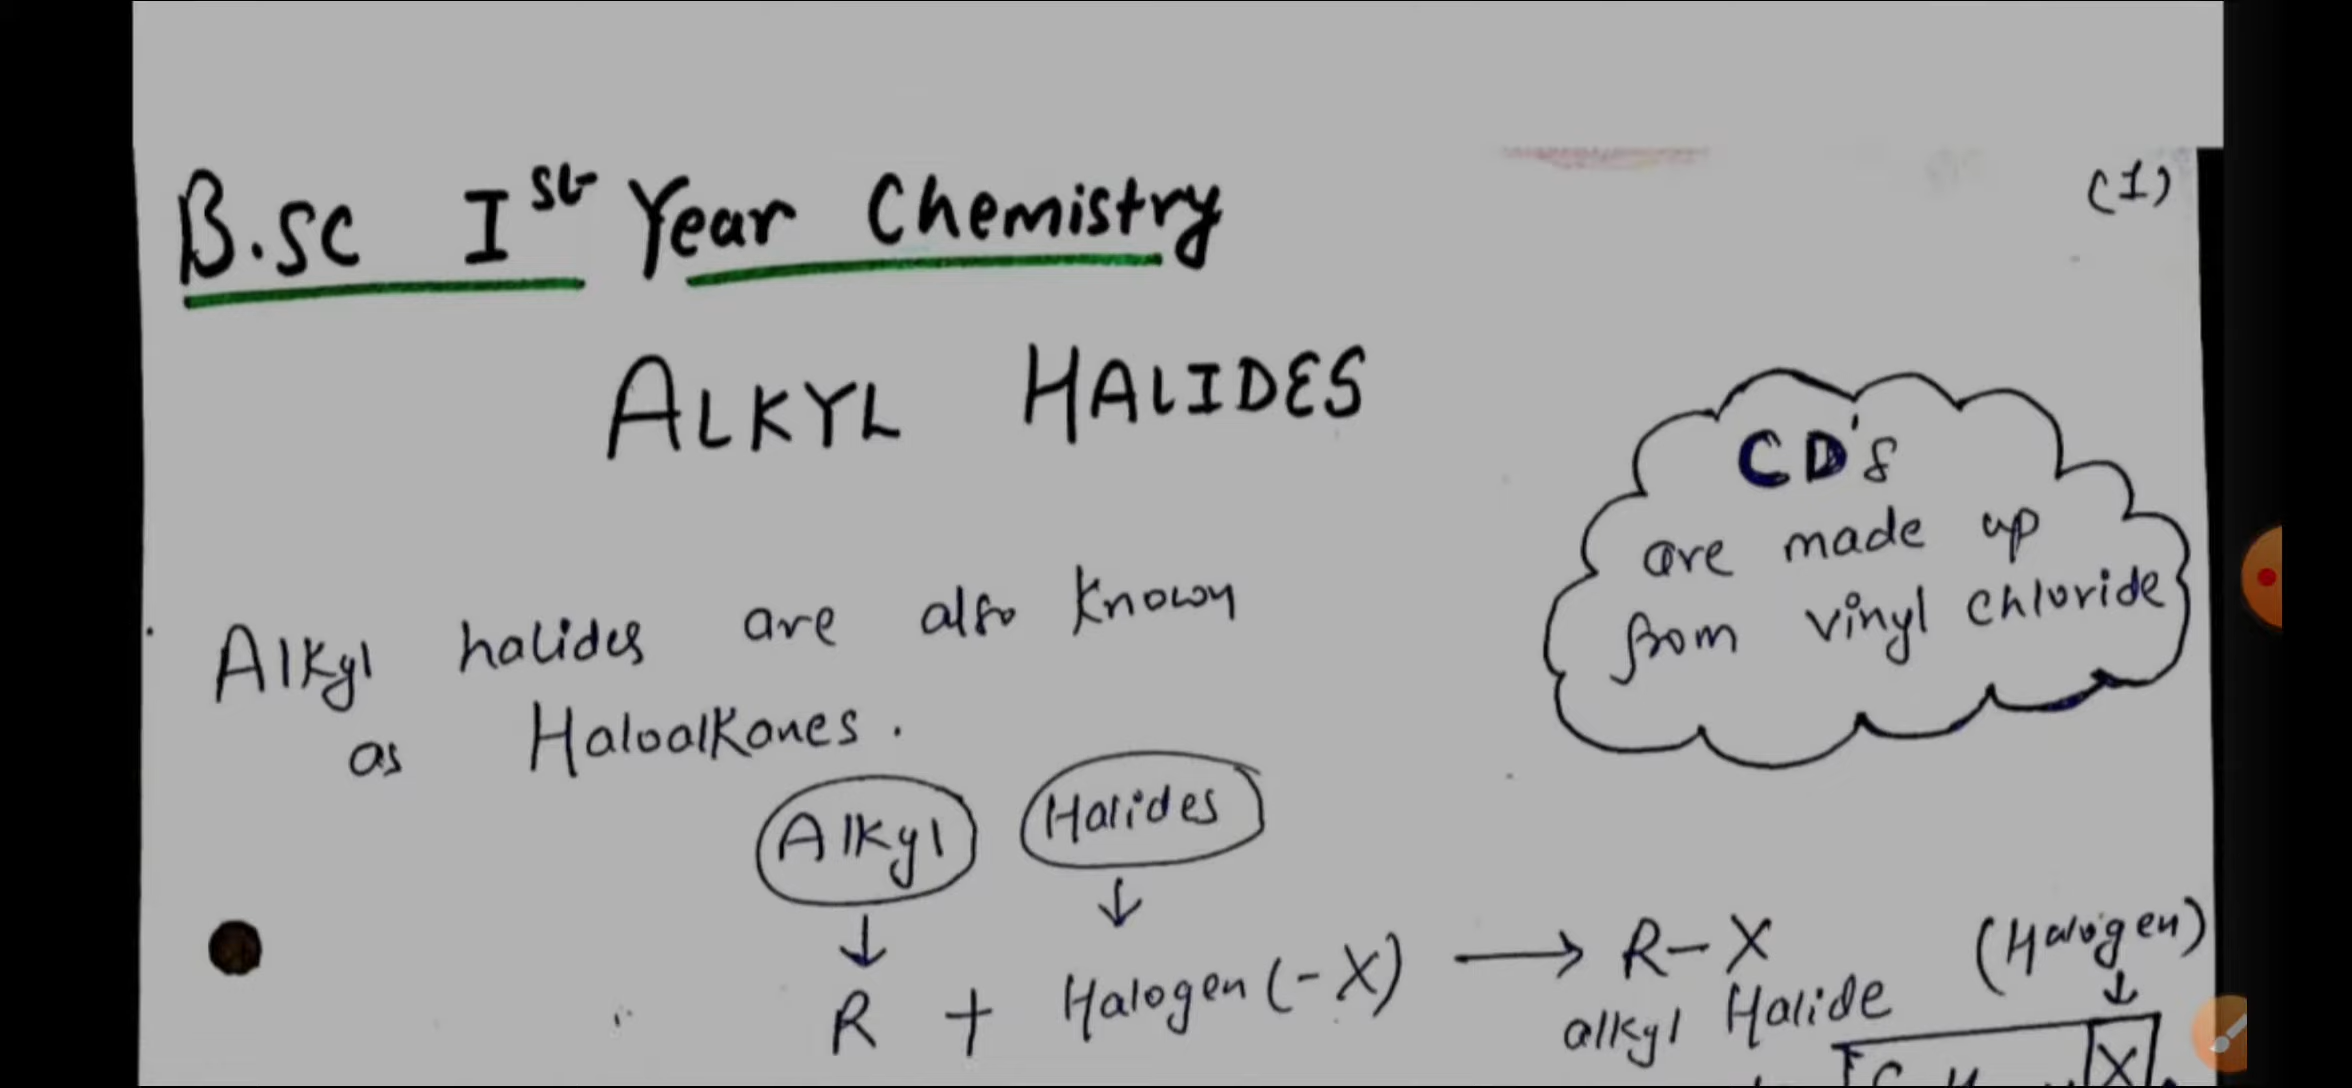 (1)
B.sc Ist Year Chemistry
ALKYL HALIDES
CD's
are made up
from vinyl chloride
Alkyl halides are also known
as Haloalkanes.
Alkyl Halides
R + Halogen (-X) → R-X (Halogen)
alkyl Halide
X